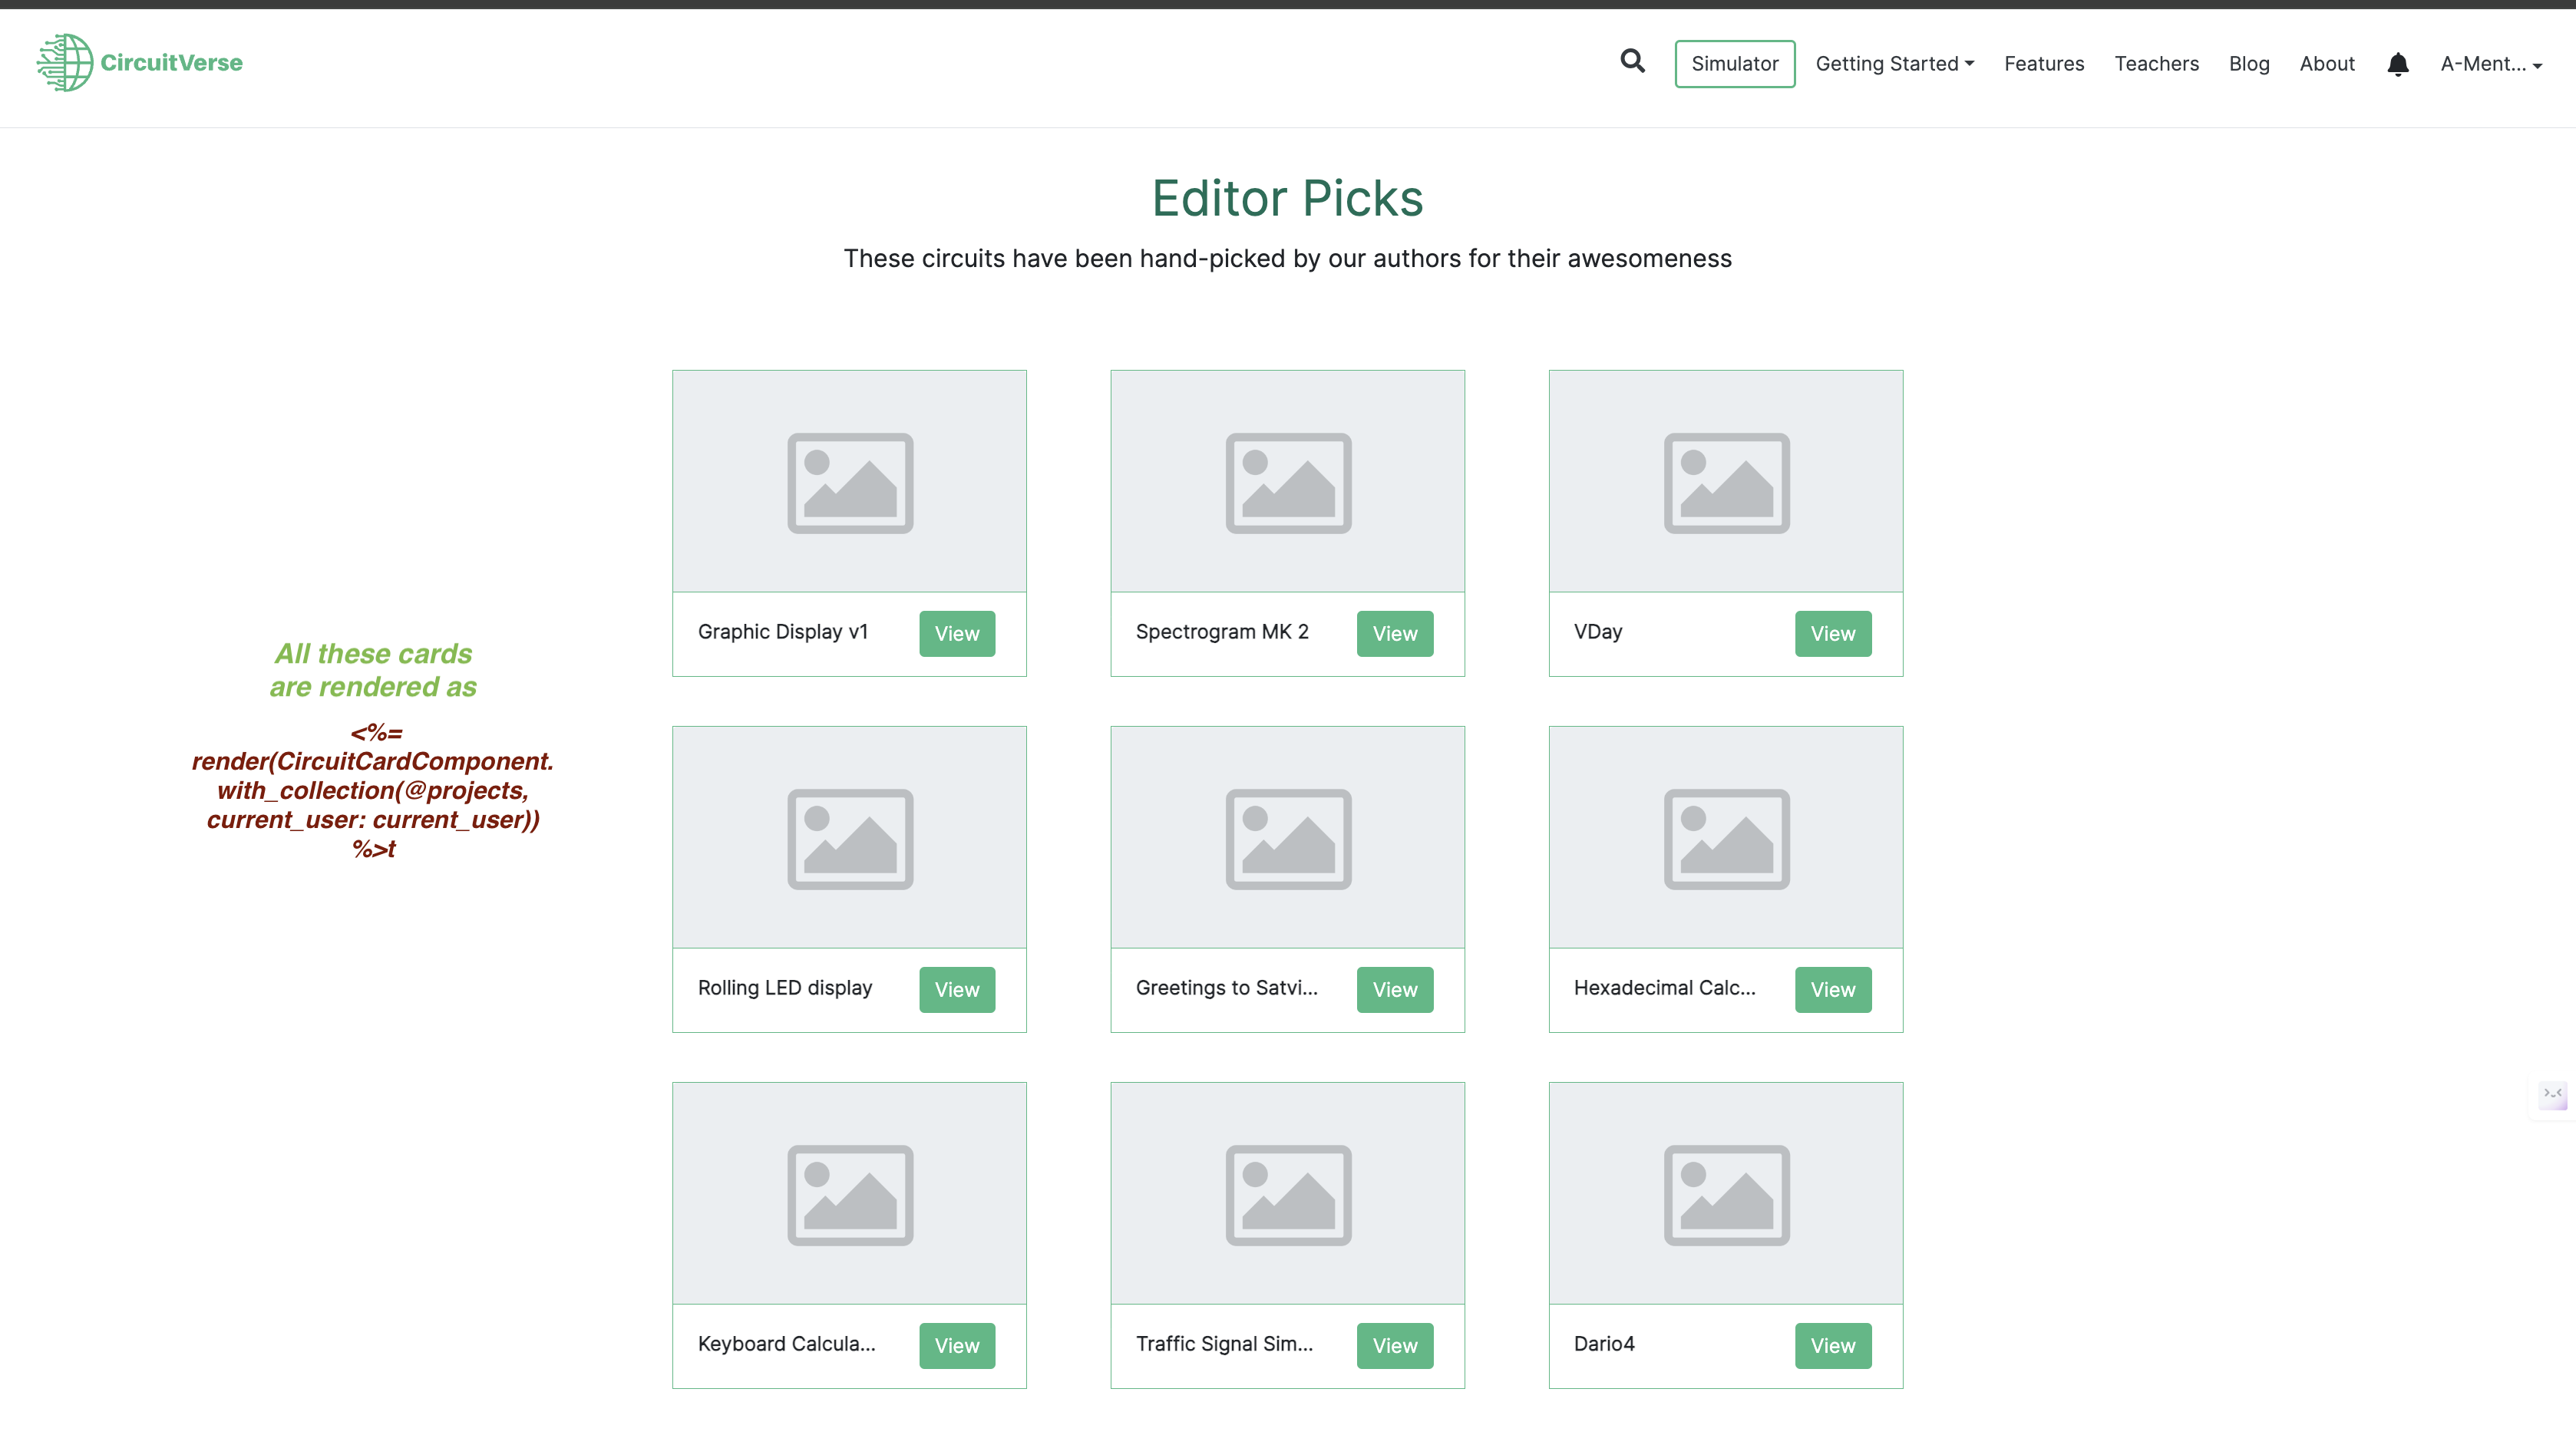 CircuitVerse
Simulator Getting Started Features Teachers Blog About A-Ment...
Editor Picks
These circuits have been hand-picked by our authors for their awesomeness
Graphic Display v1 View Spectrogram MK 2 View VDay View
All these cards
are rendered as
<%=
render(CircuitCardComponent.
with_collection(@projects,
current_user: current_user))
%>t
Rolling LED display View Greetings to Satvi... View Hexadecimal Calc... View
Keyboard Calcula... View Traffic Signal Sim... View Dario4 View